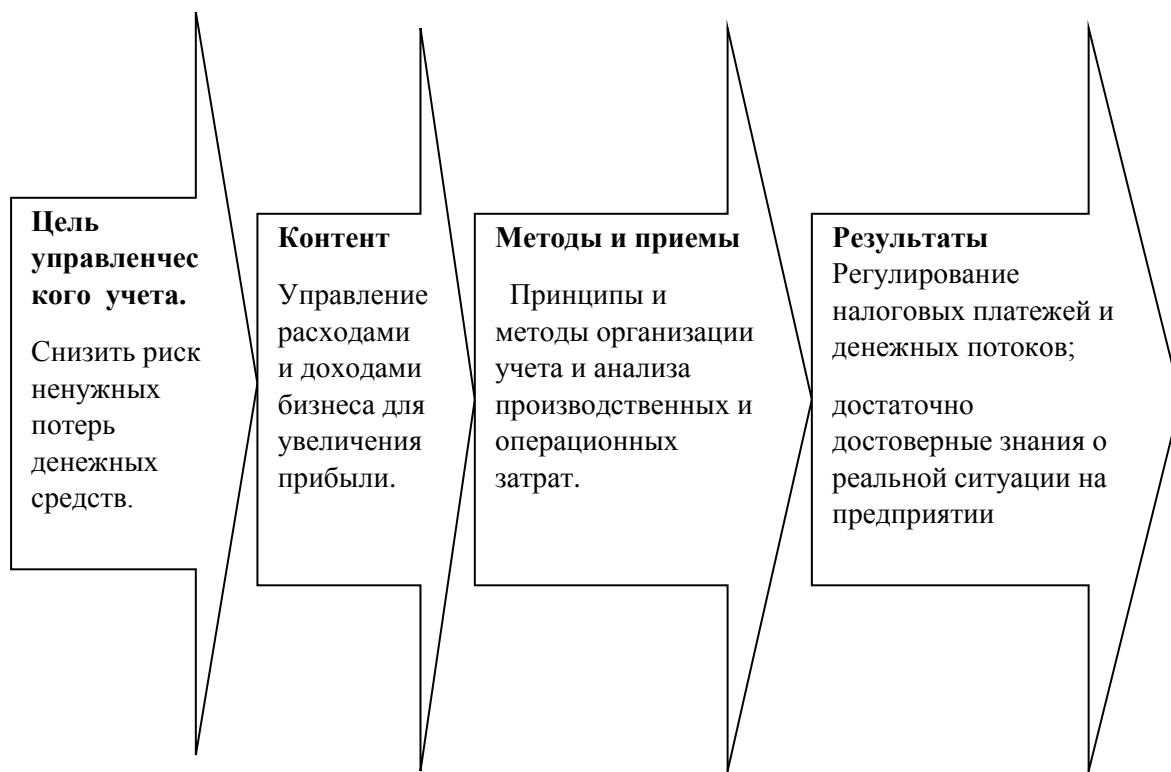 Цель
управленчес
кого учета.
Снизить риск
ненужных
потерь
денежных
средств.
Контент
Управление
расходами
и доходами
бизнеса для
увеличения
прибыли.
Методы и приемы
Принципы и
методы организации
учета и анализа
производственных и
операционных
затрат.
Результаты
Регулирование
налоговых платежей и
денежных потоков;
достаточно
достоверные знания о
реальной ситуации на
предприятии